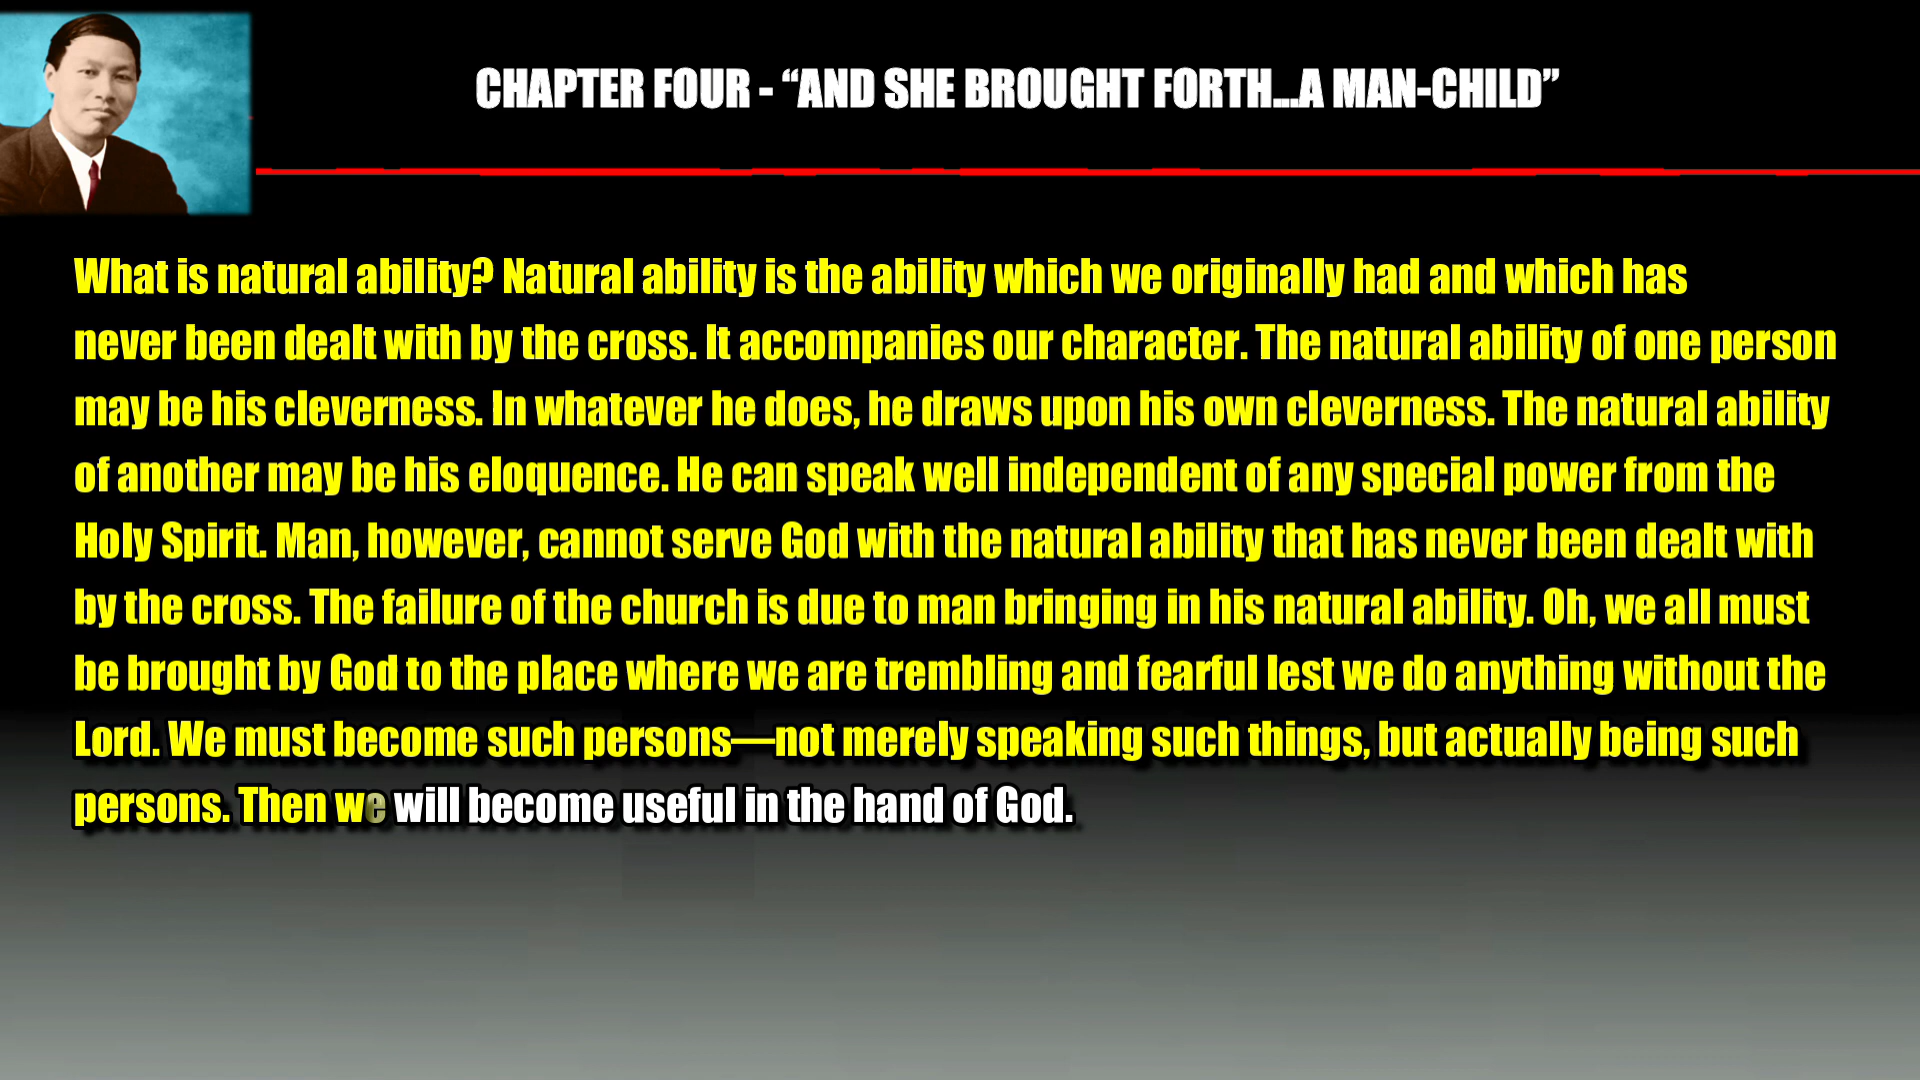 CHAPTER FOUR - “AND SHE BROUGHT FORTH...A MAN-CHILD”
What is natural ability? Natural ability is the ability which we originally had and which has
never been dealt with by the cross. It accompanies our character. The natural ability of one person
may be his cleverness. In whatever he does, he draws upon his own cleverness. The natural ability
of another may be his eloquence. He can speak well independent of any special power from the
Holy Spirit. Man, however, cannot serve God with the natural ability that has never been dealt with
by the cross. The failure of the church is due to man bringing in his natural ability. Oh, we all must
be brought by God to the place where we are trembling and fearful lest we do anything without the
Lord. We must become such persons—not merely speaking such things, but actually being such
persons. Then we will become useful in the hand of God.